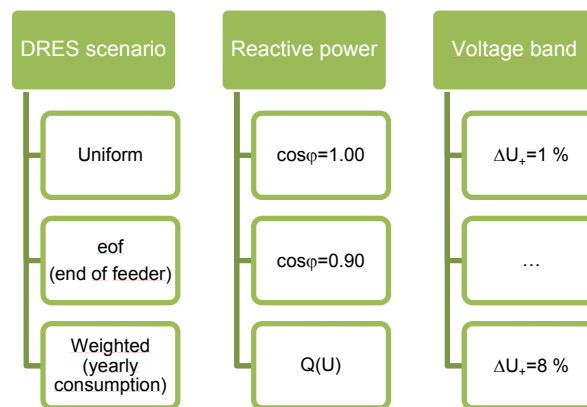 DRES scenario
Uniform
eof
(end of feeder)
Weighted
(yearly
consumption)
Reactive power
cosφ=1.00
cosφ=0.90
Q(U)
Voltage band
ΔU₊=1 %
…
ΔU₊=8 %